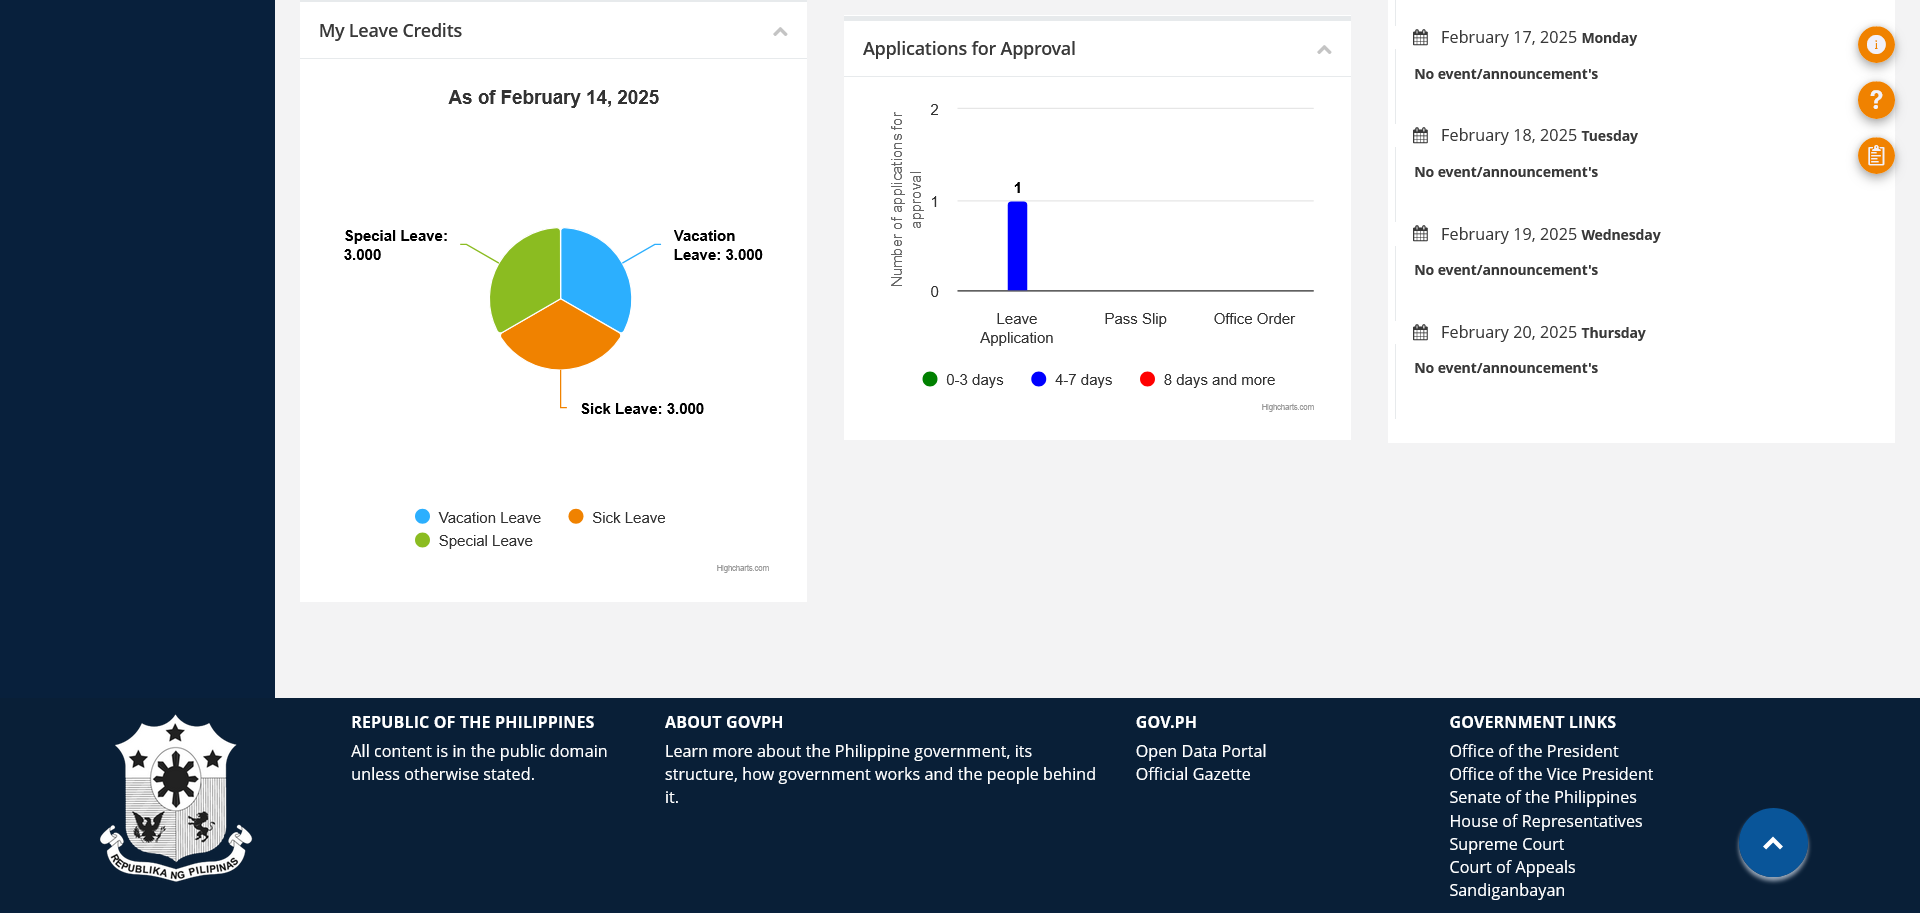 My Leave Credits
As of February 14, 2025
Special Leave:
3.000
Vacation
Leave: 3.000
Sick Leave: 3.000
Vacation Leave
Sick Leave
Special Leave
Highcharts.com
Applications for Approval
Number of applications for
approval
2
1
0
1
Leave
Application
Pass Slip
Office Order
0-3 days
4-7 days
8 days and more
Highcharts.com
February 17, 2025 Monday
No event/announcement's
February 18, 2025 Tuesday
No event/announcement's
February 19, 2025 Wednesday
No event/announcement's
February 20, 2025 Thursday
No event/announcement's
i
?
REPUBLIKA NG PILIPINAS
REPUBLIC OF THE PHILIPPINES
All content is in the public domain
unless otherwise stated.
ABOUT GOVPH
Learn more about the Philippine government, its
structure, how government works and the people behind
it.
GOV.PH
Open Data Portal
Official Gazette
GOVERNMENT LINKS
Office of the President
Office of the Vice President
Senate of the Philippines
House of Representatives
Supreme Court
Court of Appeals
Sandiganbayan